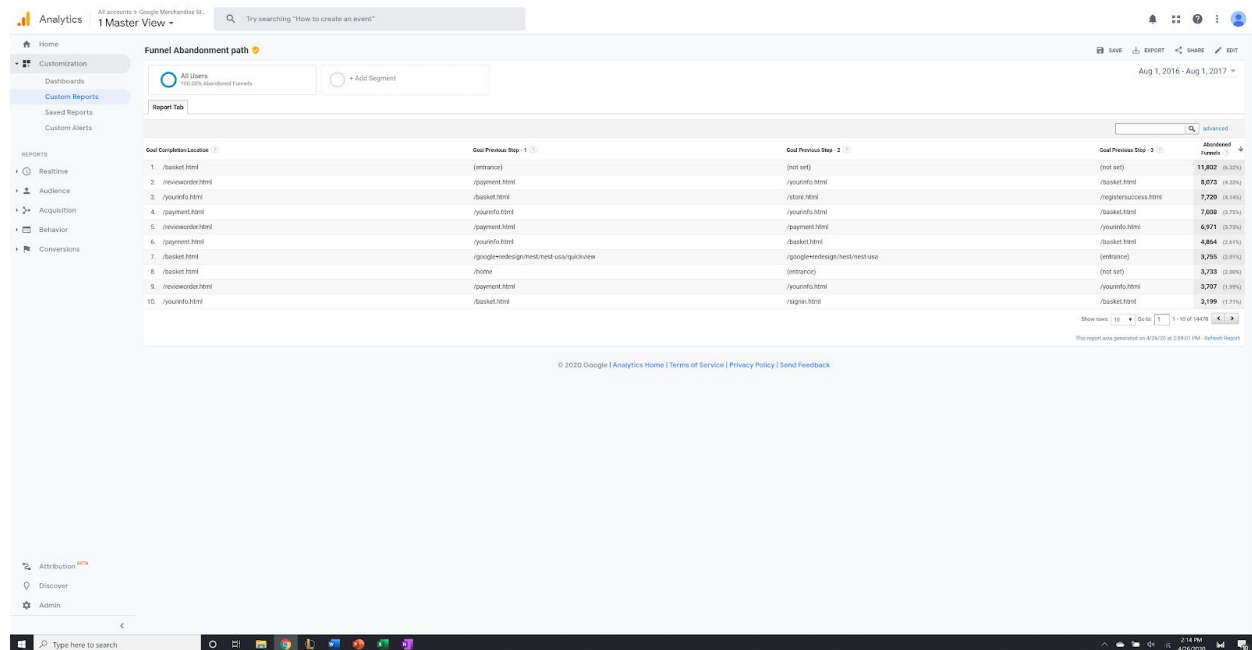 Analytics
All accounts > Google Merchandise St...
1 Master View
Try searching "How to create an event"
Home
Customization
Dashboards
Custom Reports
Saved Reports
Custom Alerts
REPORTS
Realtime
Audience
Acquisition
Behavior
Conversions
Attribution BETA
Discover
Admin
Funnel Abandonment path
SAVE EXPORT SHARE EDIT
All Users
100.00% Abandoned Funnels
+ Add Segment
Aug 1, 2016 - Aug 1, 2017
Report Tab
advanced
Goal Completion Location Goal Previous Step - 1 Goal Previous Step - 2 Goal Previous Step - 3 Abandoned Funnels
1. /basket.html (entrance) (not set) (not set) 11,802 (6.32%)
2. /revieworder.html /payment.html /yourinfo.html /basket.html 8,073 (4.33%)
3. /yourinfo.html /basket.html /store.html /registersuccess.html 7,720 (4.14%)
4. /payment.html /yourinfo.html /yourinfo.html /basket.html 7,008 (3.75%)
5. /revieworder.html /payment.html /payment.html /yourinfo.html 6,971 (3.73%)
6. /payment.html /yourinfo.html /basket.html /basket.html 4,864 (2.61%)
7. /basket.html /google+redesign/nest/nest-usa/quickview /google+redesign/nest/nest-usa (entrance) 3,755 (2.01%)
8. /basket.html /home (entrance) (not set) 3,733 (2.00%)
9. /revieworder.html /payment.html /yourinfo.html /yourinfo.html 3,707 (1.99%)
10. /yourinfo.html /basket.html /signin.html /basket.html 3,199 (1.71%)
Show rows: 10 Go to: 1 1 - 10 of 14478
This report was generated on 4/26/20 at 2:09:01 PM - Refresh Report
© 2020 Google | Analytics Home | Terms of Service | Privacy Policy | Send Feedback
Type here to search
2:14 PM
4/26/2020